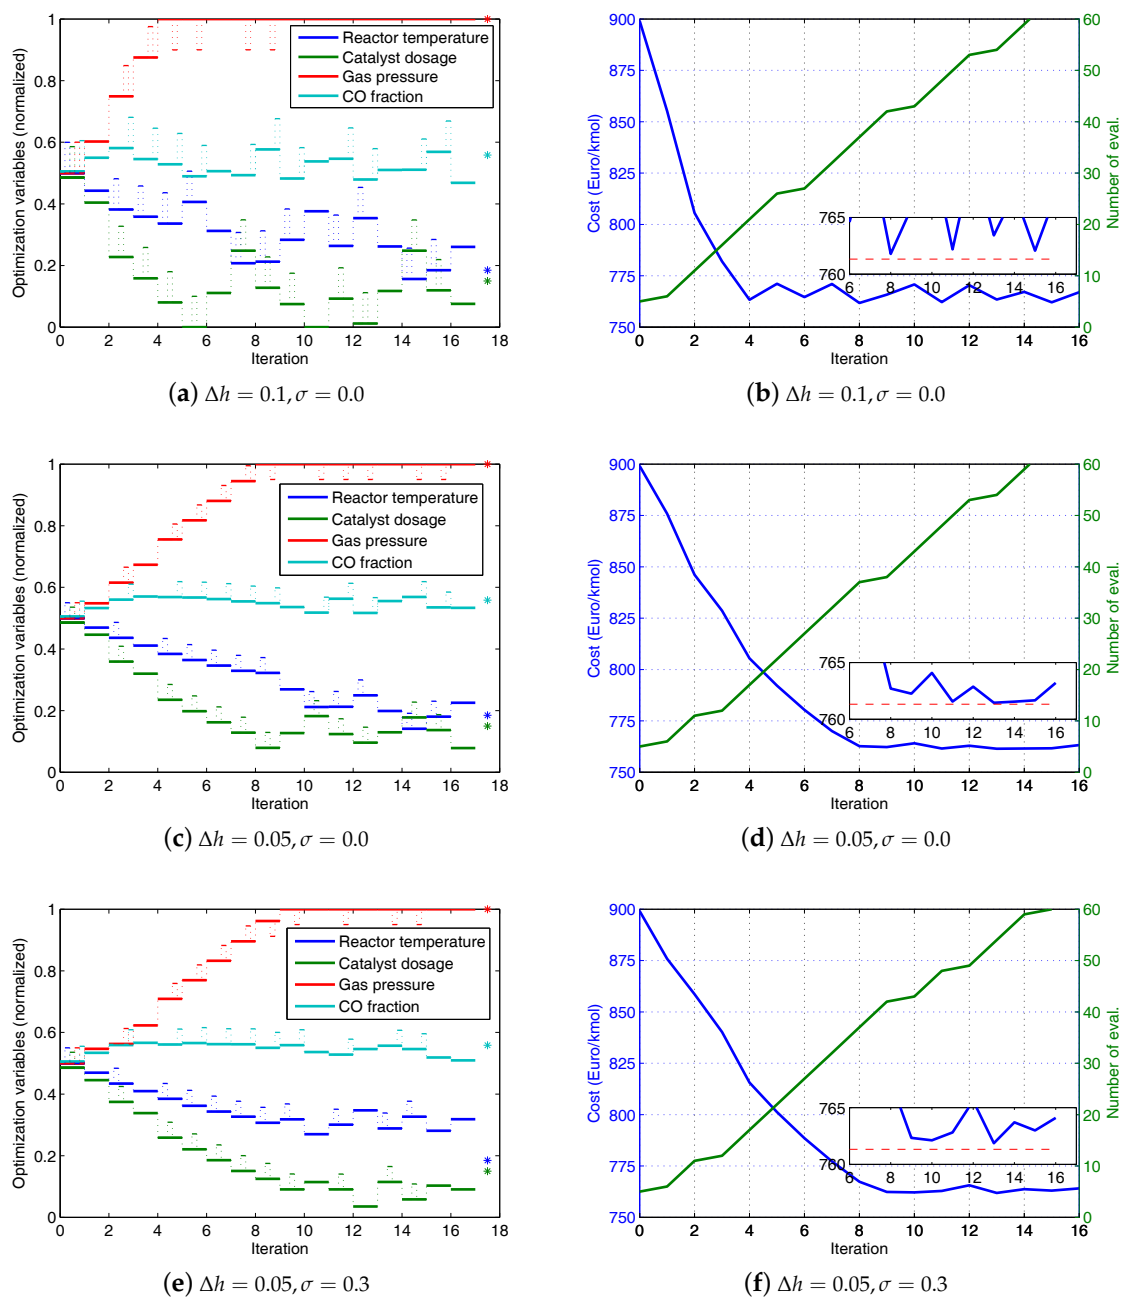 1
0.8
0.6
0.4
0.2
0
Optimization variables (normalized)
Reactor temperature
Catalyst dosage
Gas pressure
CO fraction
0 2 4 6 8 10 12 14 16 18
Iteration
(a) Δh = 0.1, σ = 0.0
900
875
850
825
800
775
750
Cost (Euro/kmol)
60
50
40
30
20
10
0
Number of eval.
765
760
6 8 10 12 14 16
0 2 4 6 8 10 12 14 16
Iteration
(b) Δh = 0.1, σ = 0.0
1
0.8
0.6
0.4
0.2
0
Optimization variables (normalized)
Reactor temperature
Catalyst dosage
Gas pressure
CO fraction
0 2 4 6 8 10 12 14 16 18
Iteration
(c) Δh = 0.05, σ = 0.0
900
875
850
825
800
775
750
Cost (Euro/kmol)
60
50
40
30
20
10
0
Number of eval.
765
760
6 8 10 12 14 16
0 2 4 6 8 10 12 14 16
Iteration
(d) Δh = 0.05, σ = 0.0
1
0.8
0.6
0.4
0.2
0
Optimization variables (normalized)
Reactor temperature
Catalyst dosage
Gas pressure
CO fraction
0 2 4 6 8 10 12 14 16 18
Iteration
(e) Δh = 0.05, σ = 0.3
900
875
850
825
800
775
750
Cost (Euro/kmol)
60
50
40
30
20
10
0
Number of eval.
765
760
6 8 10 12 14 16
0 2 4 6 8 10 12 14 16
Iteration
(f) Δh = 0.05, σ = 0.3